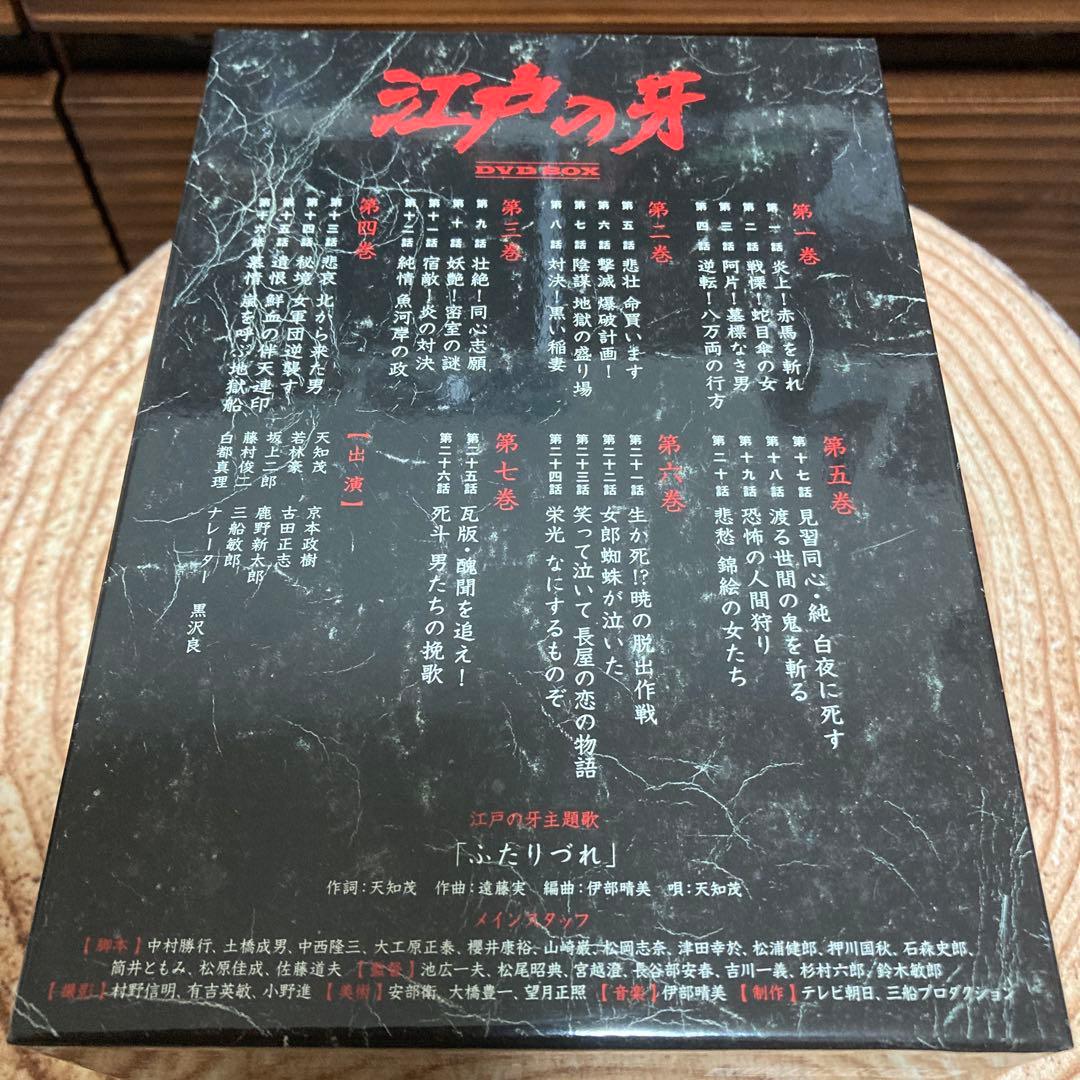 江戸の牙
DVD BOX
第一巻
第一話 炎上!赤馬を斬れ
第二話 戦慄!蛇目傘の女
第三話 阿片!墓標なき男
第四話 逆転!八万両の行方
第二巻
第五話 悲壮 命買います
第六話 撃滅 爆破計画!
第七話 陰謀 地獄の盛り場
第八話 対決!黒い稲妻
第三巻
第九話 壮絶!同心志願
第十話 妖艶!密室の謎
第十一話 宿敵!炎の対決
第十二話 純情 魚河岸の政
第四巻
第十三話 悲哀 北から来た男
第十四話 秘境 女軍団逆襲す
第十五話 遺恨 鮮血の伴天連印
第十六話 慕情 嵐を呼ぶ地獄船
第五巻
第十七話 見習同心・純 白夜に死す
第十八話 渡る世間の鬼を斬る
第十九話 恐怖の人間狩り
第二十話 悲愁 錦絵の女たち
第六巻
第二十一話 生か死!?暁の脱出作戦
第二十二話 女郎蜘蛛が泣いた
第二十三話 笑って泣いて長屋の恋の物語
第二十四話 栄光 なにするものぞ
第七巻
第二十五話 瓦版・醜聞を追え!
第二十六話 死斗 男たちの挽歌
【出演】
天知茂 京本政樹
若林豪 古田正志
坂上二郎 鹿野新太郎
藤村俊二 三船敏郎
白都真理 ナレーター 黒沢良
江戸の牙主題歌
「ふたりづれ」
作詞:天知茂 作曲:遠藤実 編曲:伊部晴美 唄:天知茂
メインスタッフ
【脚本】中村勝行、土橋成男、中西隆三、大工原正泰、櫻井康裕、山崎巌、松岡志奈、津田幸於、松浦健郎、押川国秋、石森史郎、
筒井ともみ、松原佳成、佐藤道夫【監督】池広一夫、松尾昭典、宮越澄、長谷部安春、吉川一義、杉村六郎、鈴木敏郎
【撮影】村野信明、有吉英敏、小野進【美術】安部衛、大橋豊一、望月正照【音楽】伊部晴美【制作】テレビ朝日、三船プロダクション